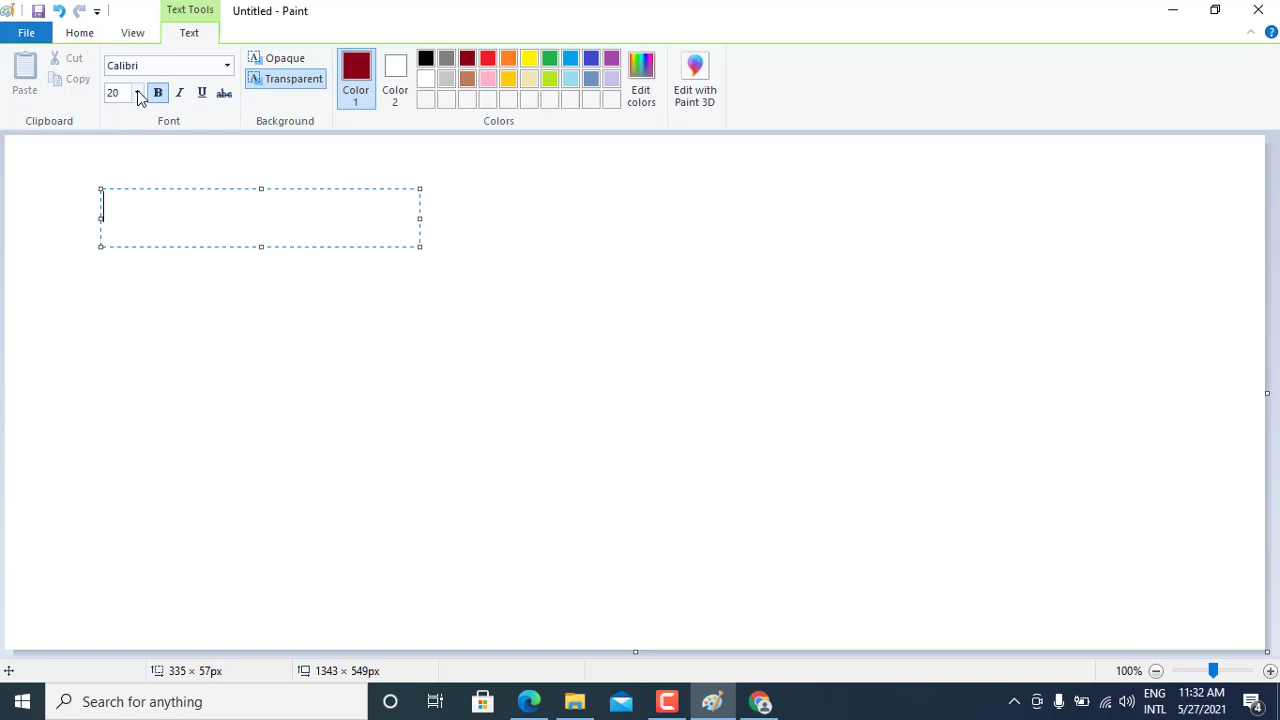 Text Tools
Untitled - Paint
File
Home
View
Text
Paste
Cut
Copy
Clipboard
Calibri
20
B
I
U
abc
Font
A
Opaque
A
Transparent
Background
Color 1
Color 2
Edit colors
Colors
Edit with Paint 3D
335 × 57px
1343 × 549px
100%
Search for anything
ENG
INTL
11:32 AM
5/27/2021
4